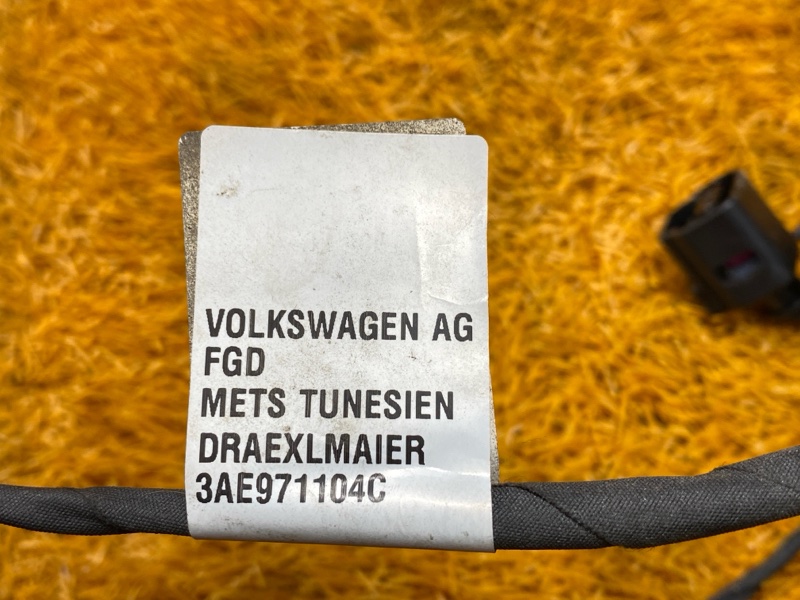 VOLKSWAGEN AG
FGD
METS TUNESIEN
DRAEXLMAIER
3AE971104C